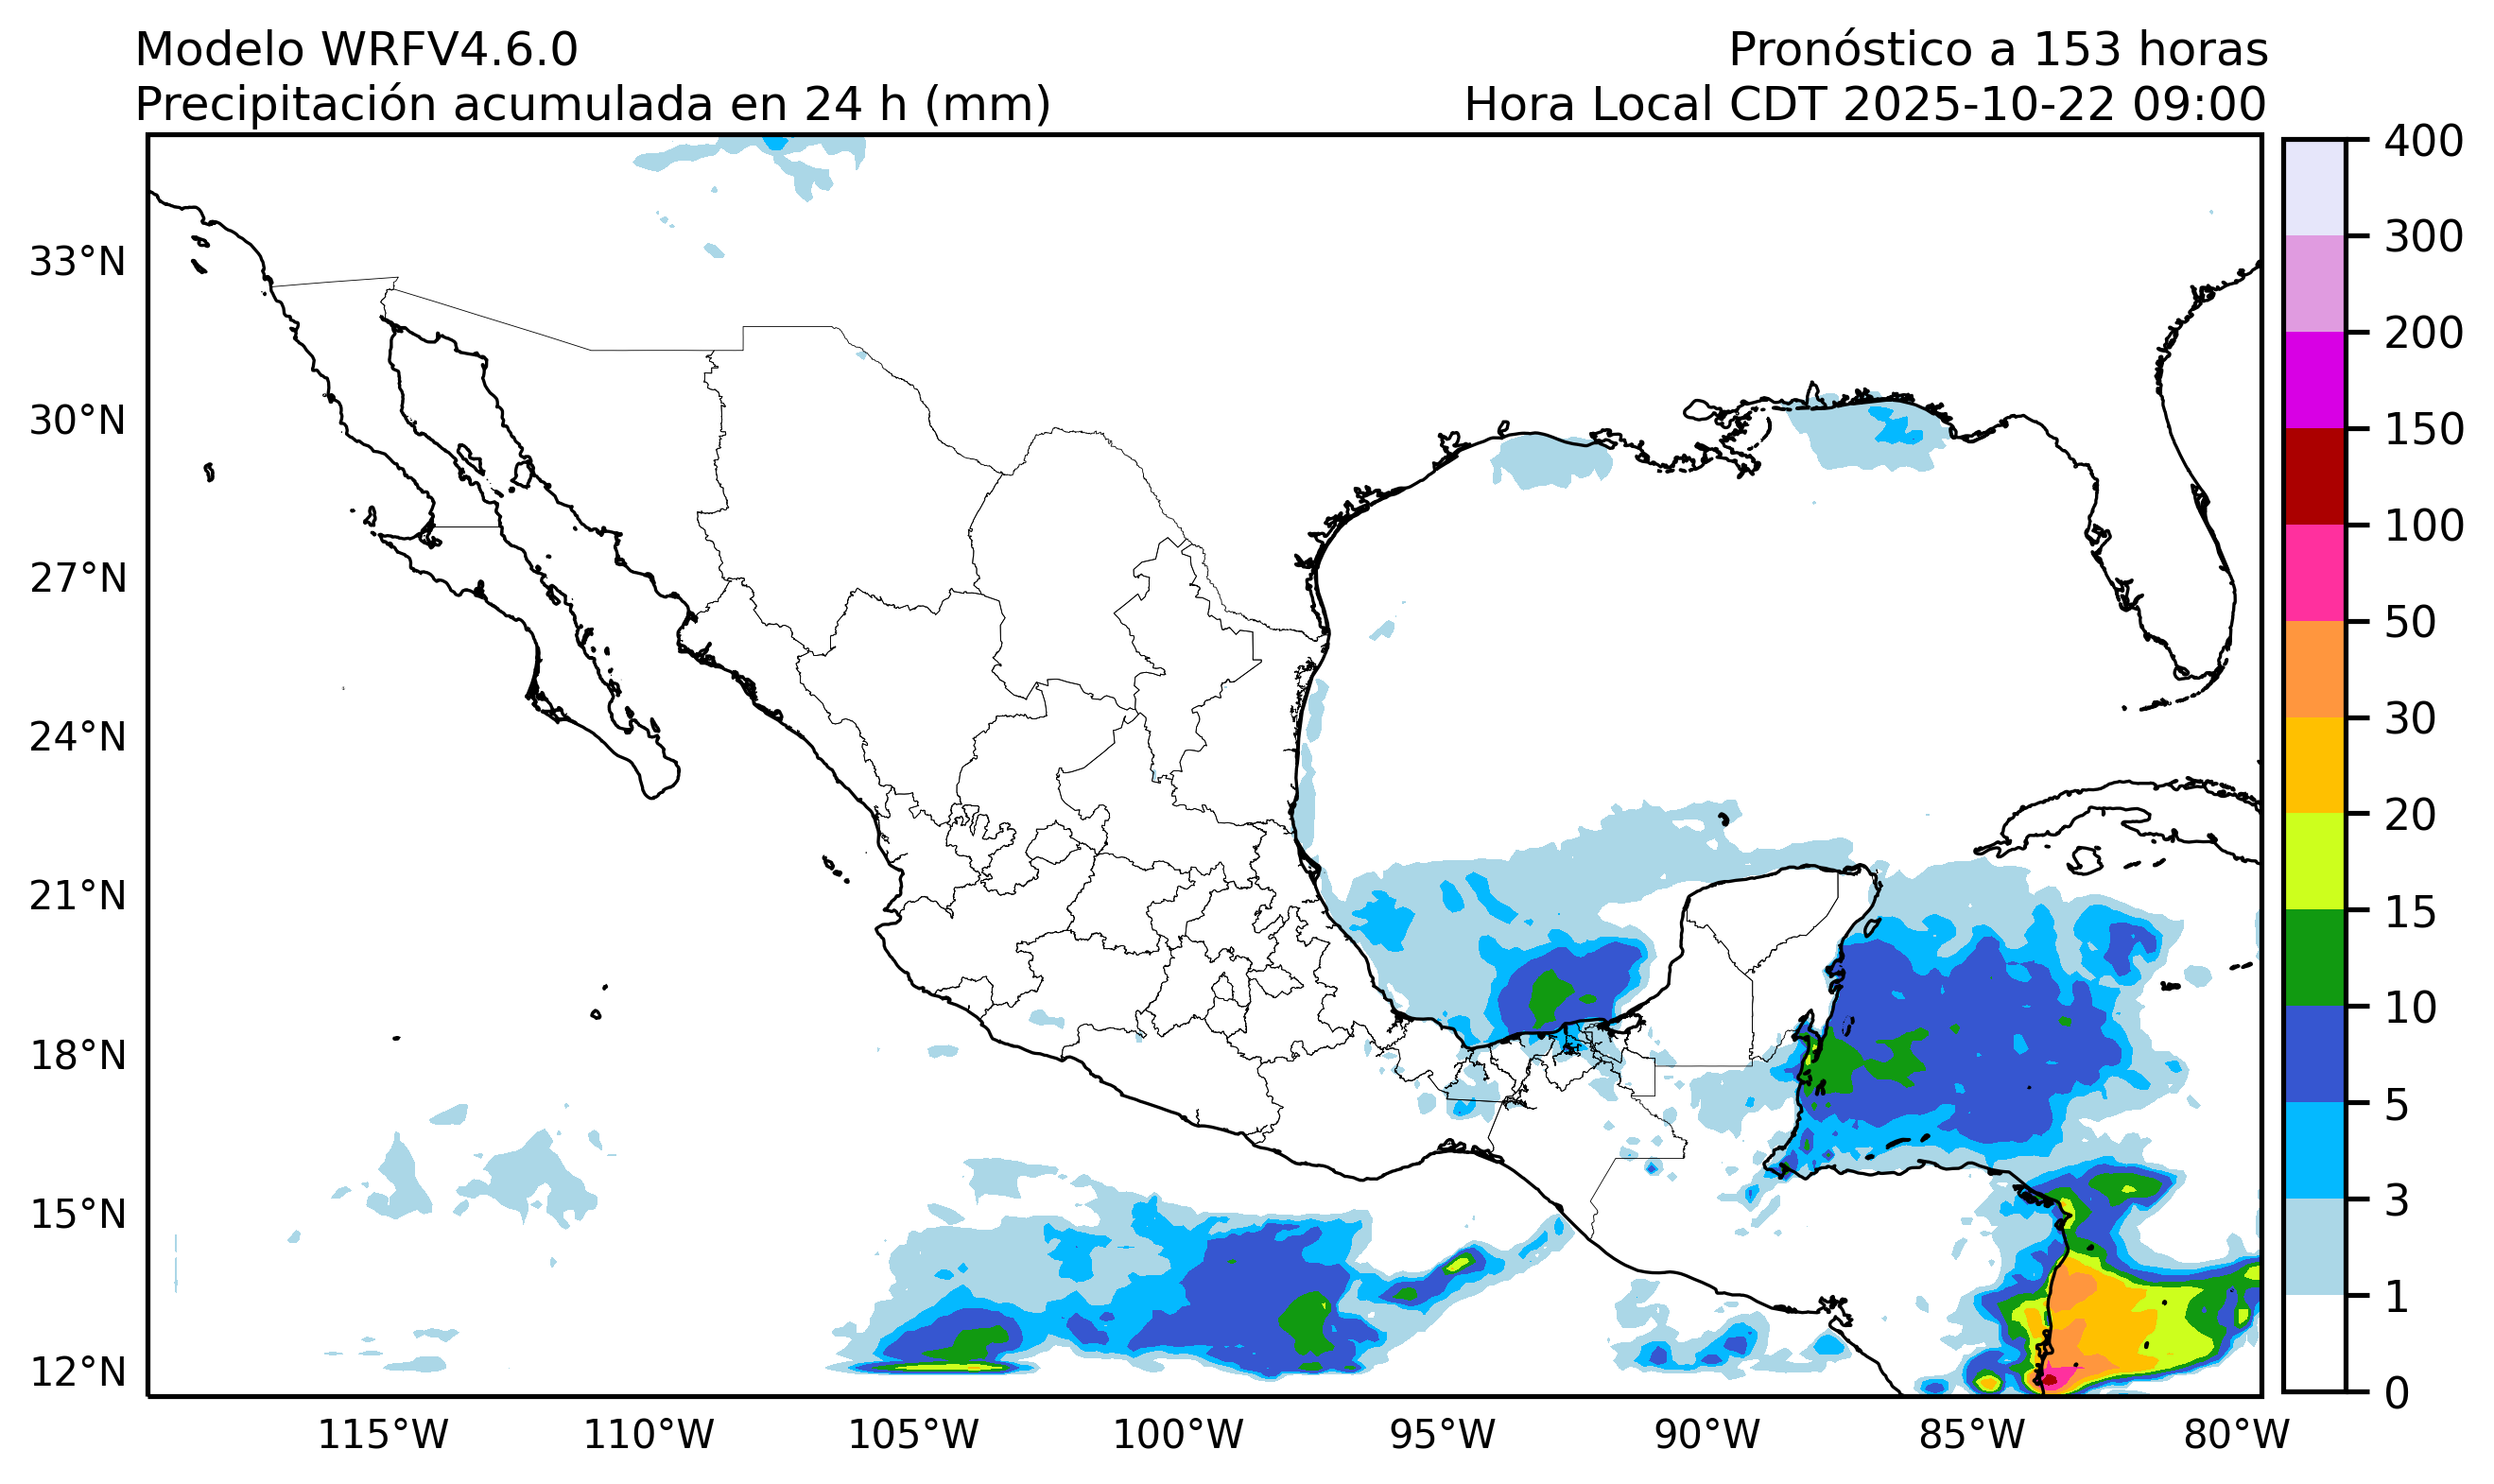 Modelo WRFV4.6.0
Pronóstico a 153 horas
Precipitación acumulada en 24 h (mm)
Hora Local CDT 2025-10-22 09:00
33°N
30°N
27°N
24°N
21°N
18°N
15°N
12°N
115°W
110°W
105°W
100°W
95°W
90°W
85°W
80°W
400
300
200
150
100
50
30
20
15
10
5
3
1
0